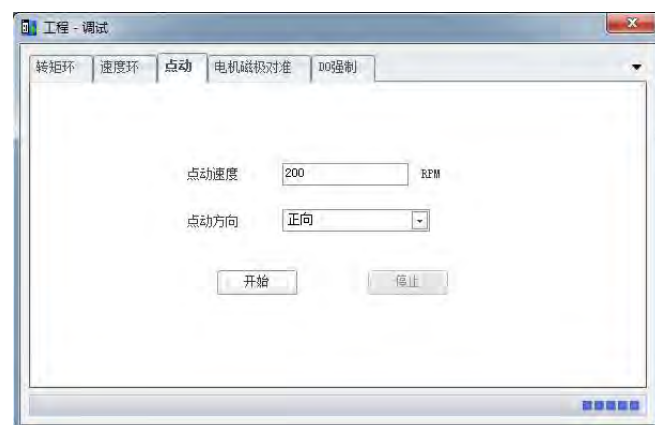 工程 - 调试
转矩环 速度环 点动 电机磁极对准 DO强制
点动速度 200 RPM
点动方向 正向
开始 停止